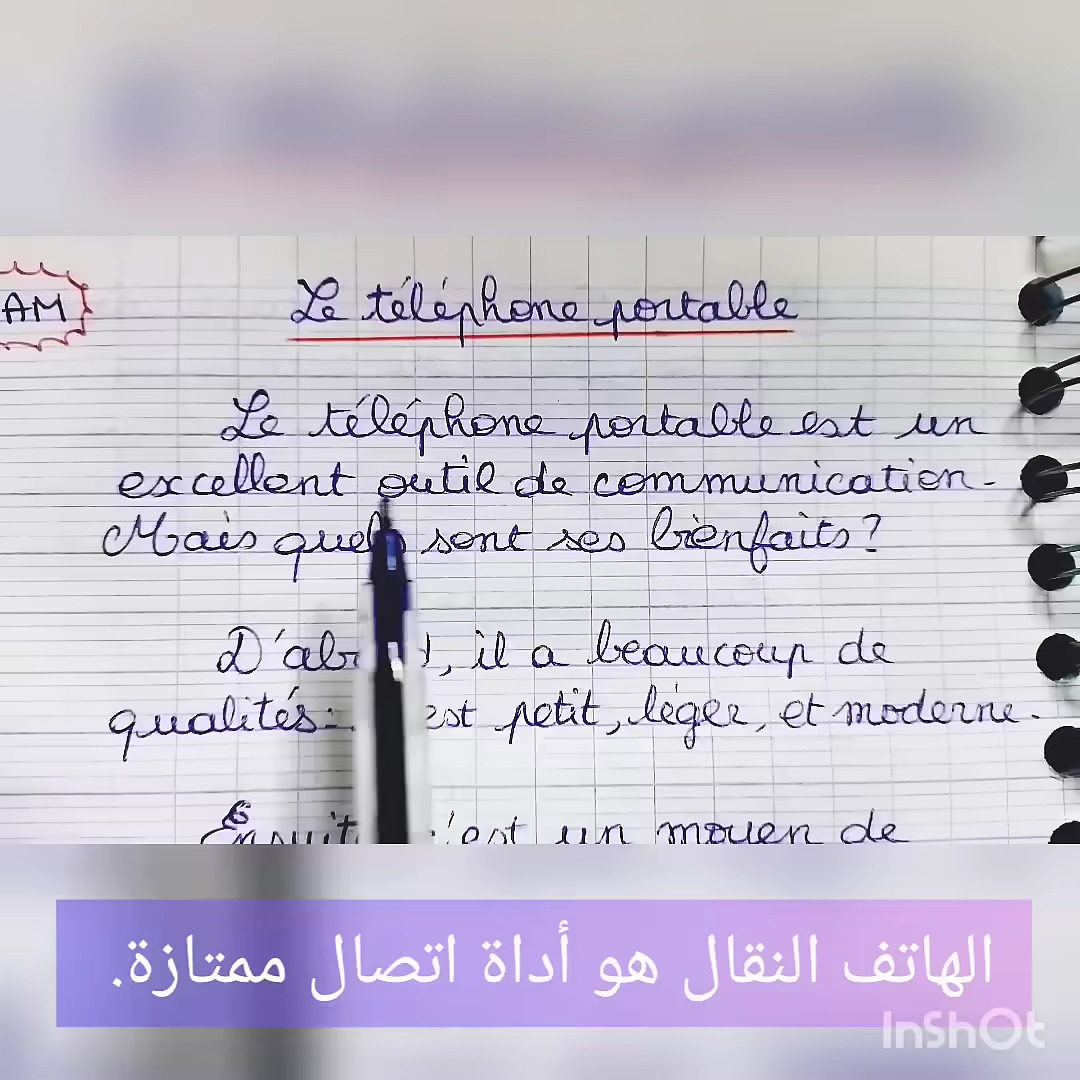 AM
Le téléphone portable
Le téléphone portable est un
excellent outil de communication.
Mais quels sont ses bienfaits?
il a beaucoup de
qualités: est petit, léger, et moderne.
un moyen de
الهاتف النقال هو أداة اتصال ممتازة.
InShOt